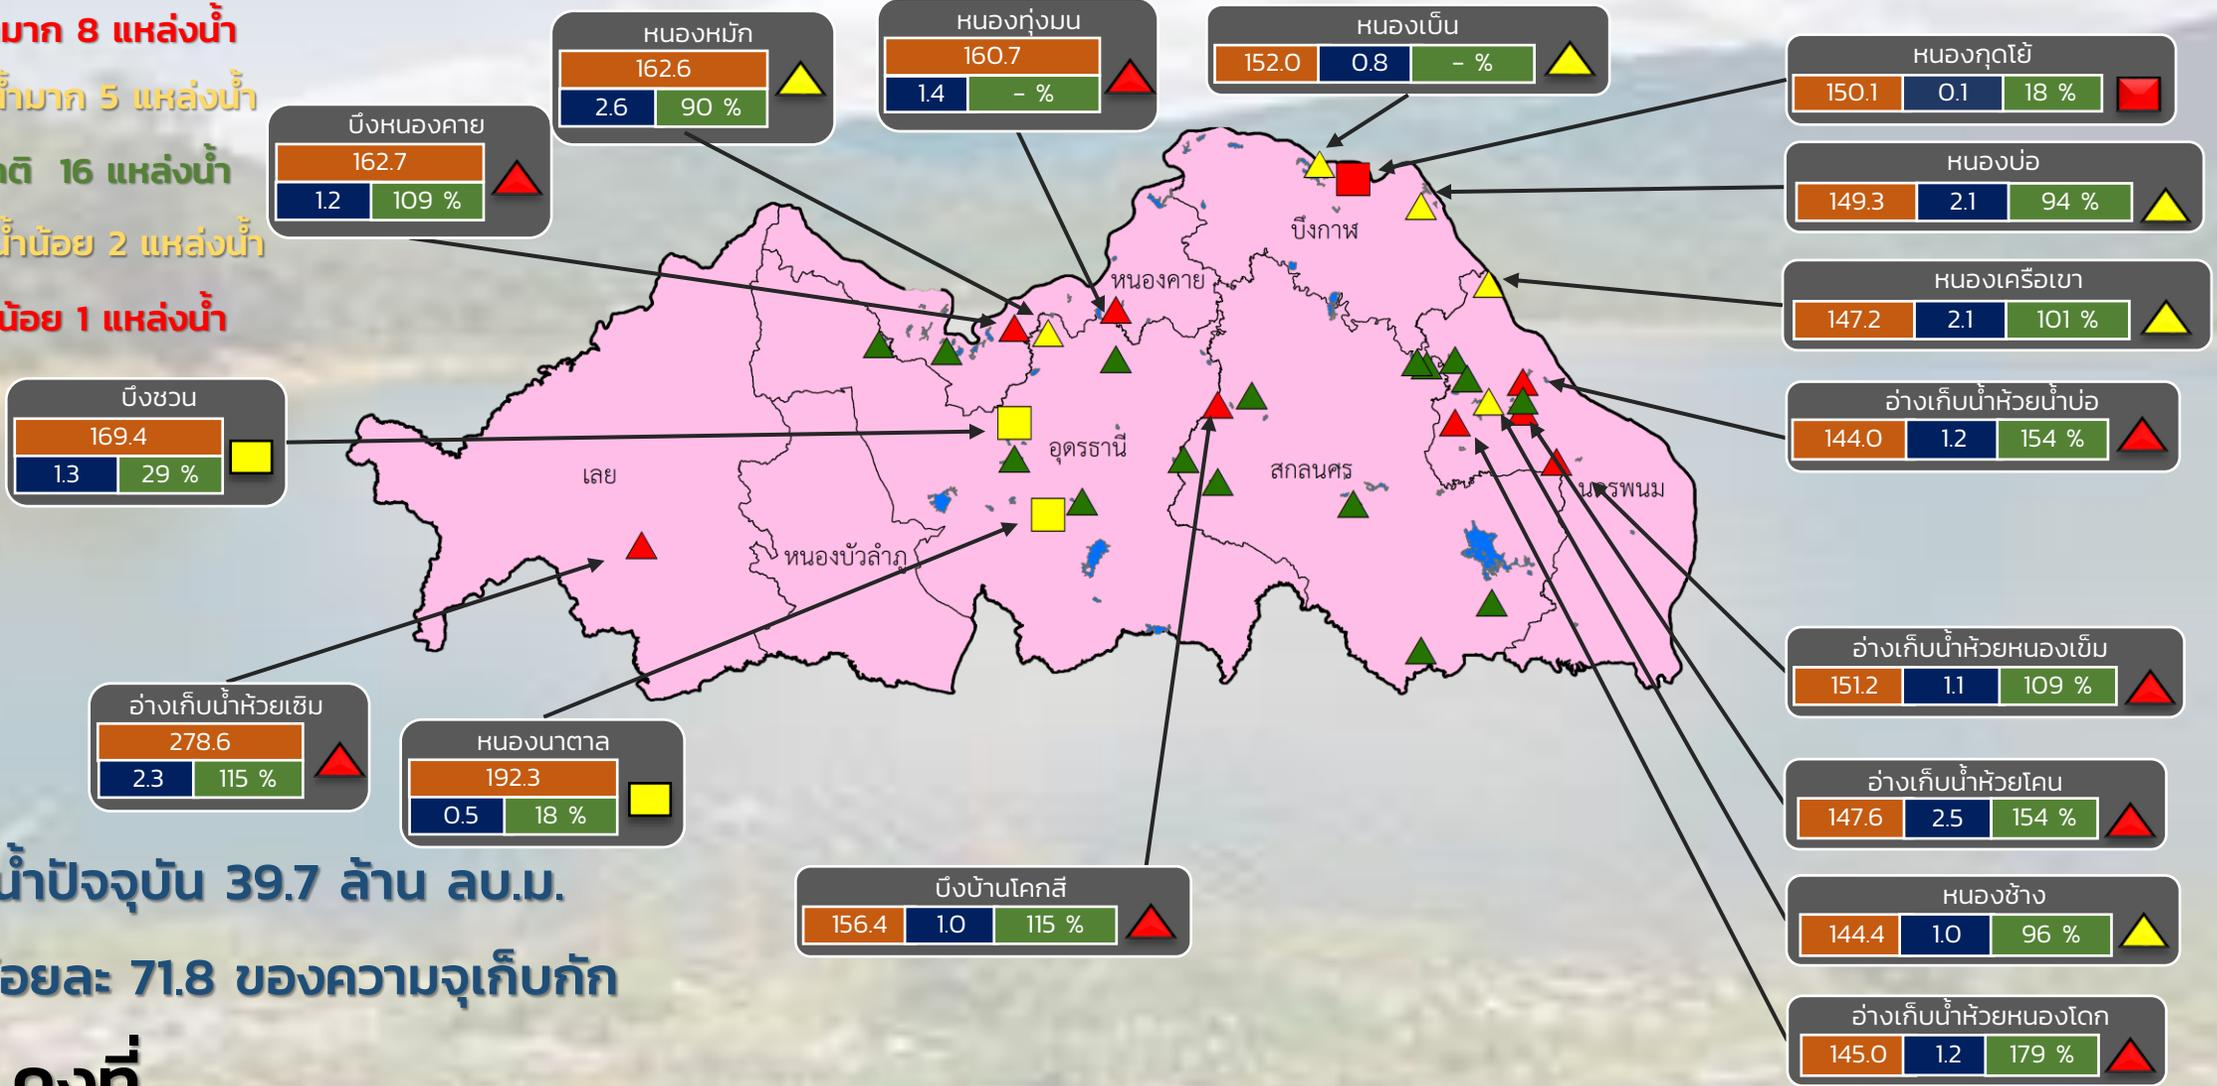 มาก 8 แหล่งน้ำ
น้ำมาก 5 แหล่งน้ำ
16 แหล่งน้ำ
น้ำน้อย 2 แหล่งน้ำ
น้อย 1 แหล่งน้ำ
บึงหนองคาย
162.7
1.2 109 %
หนองหมัก
162.6
2.6 90 %
หนองทุ่งมน
160.7
1.4 - %
หนองเบ็น
152.0 0.8 - %
หนองกุดโย้
150.1 0.1 18 %
หนองบ่อ
149.3 2.1 94 %
หนองเครือเขา
147.2 2.1 101 %
อ่างเก็บน้ำห้วยน้ำบ่อ
144.0 1.2 154 %
บึงชวน
169.4
1.3 29 %
บึงกาฬ
หนองคาย
อุดรธานี
เลย
สกลนคร
นครพนม
หนองบัวลำภู
อ่างเก็บน้ำห้วยหนองเข็ม
151.2 1.1 109 %
อ่างเก็บน้ำห้วยเซิม
278.6
2.3 115 %
หนองนาตาล
192.3
0.5 18 %
อ่างเก็บน้ำห้วยโคน
147.6 2.5 154 %
บึงบ้านโคกสี
156.4 1.0 115 %
หนองช้าง
144.4 1.0 96 %
อ่างเก็บน้ำห้วยหนองโดก
145.0 1.2 179 %
น้ำปัจจุบัน 39.7 ล้าน ลบ.ม.
ร้อยละ 71.8 ของความจุเก็บกัก